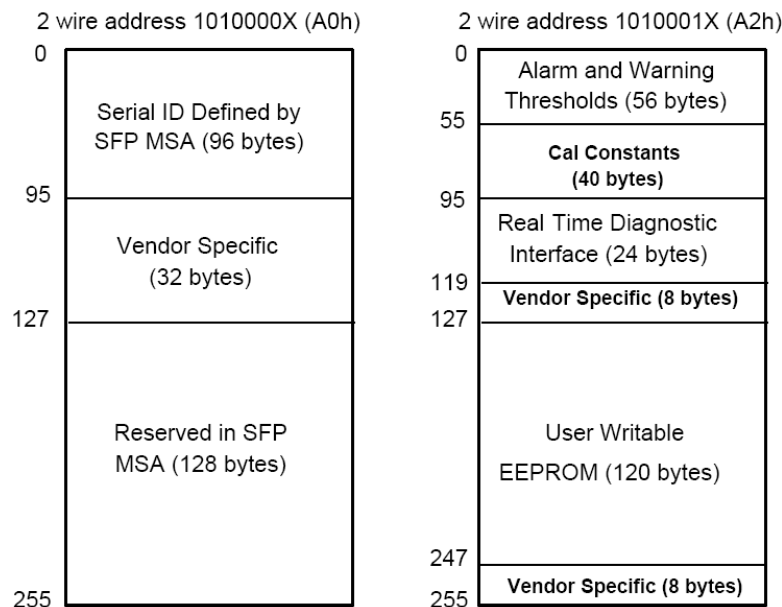 2 wire address 1010000X (A0h)
0
Serial ID Defined by
SFP MSA (96 bytes)
95
Vendor Specific
(32 bytes)
127
Reserved in SFP
MSA (128 bytes)
255
2 wire address 1010001X (A2h)
0
Alarm and Warning
Thresholds (56 bytes)
55
Cal Constants
(40 bytes)
95
Real Time Diagnostic
Interface (24 bytes)
119
Vendor Specific (8 bytes)
127
User Writable
EEPROM (120 bytes)
247
Vendor Specific (8 bytes)
255